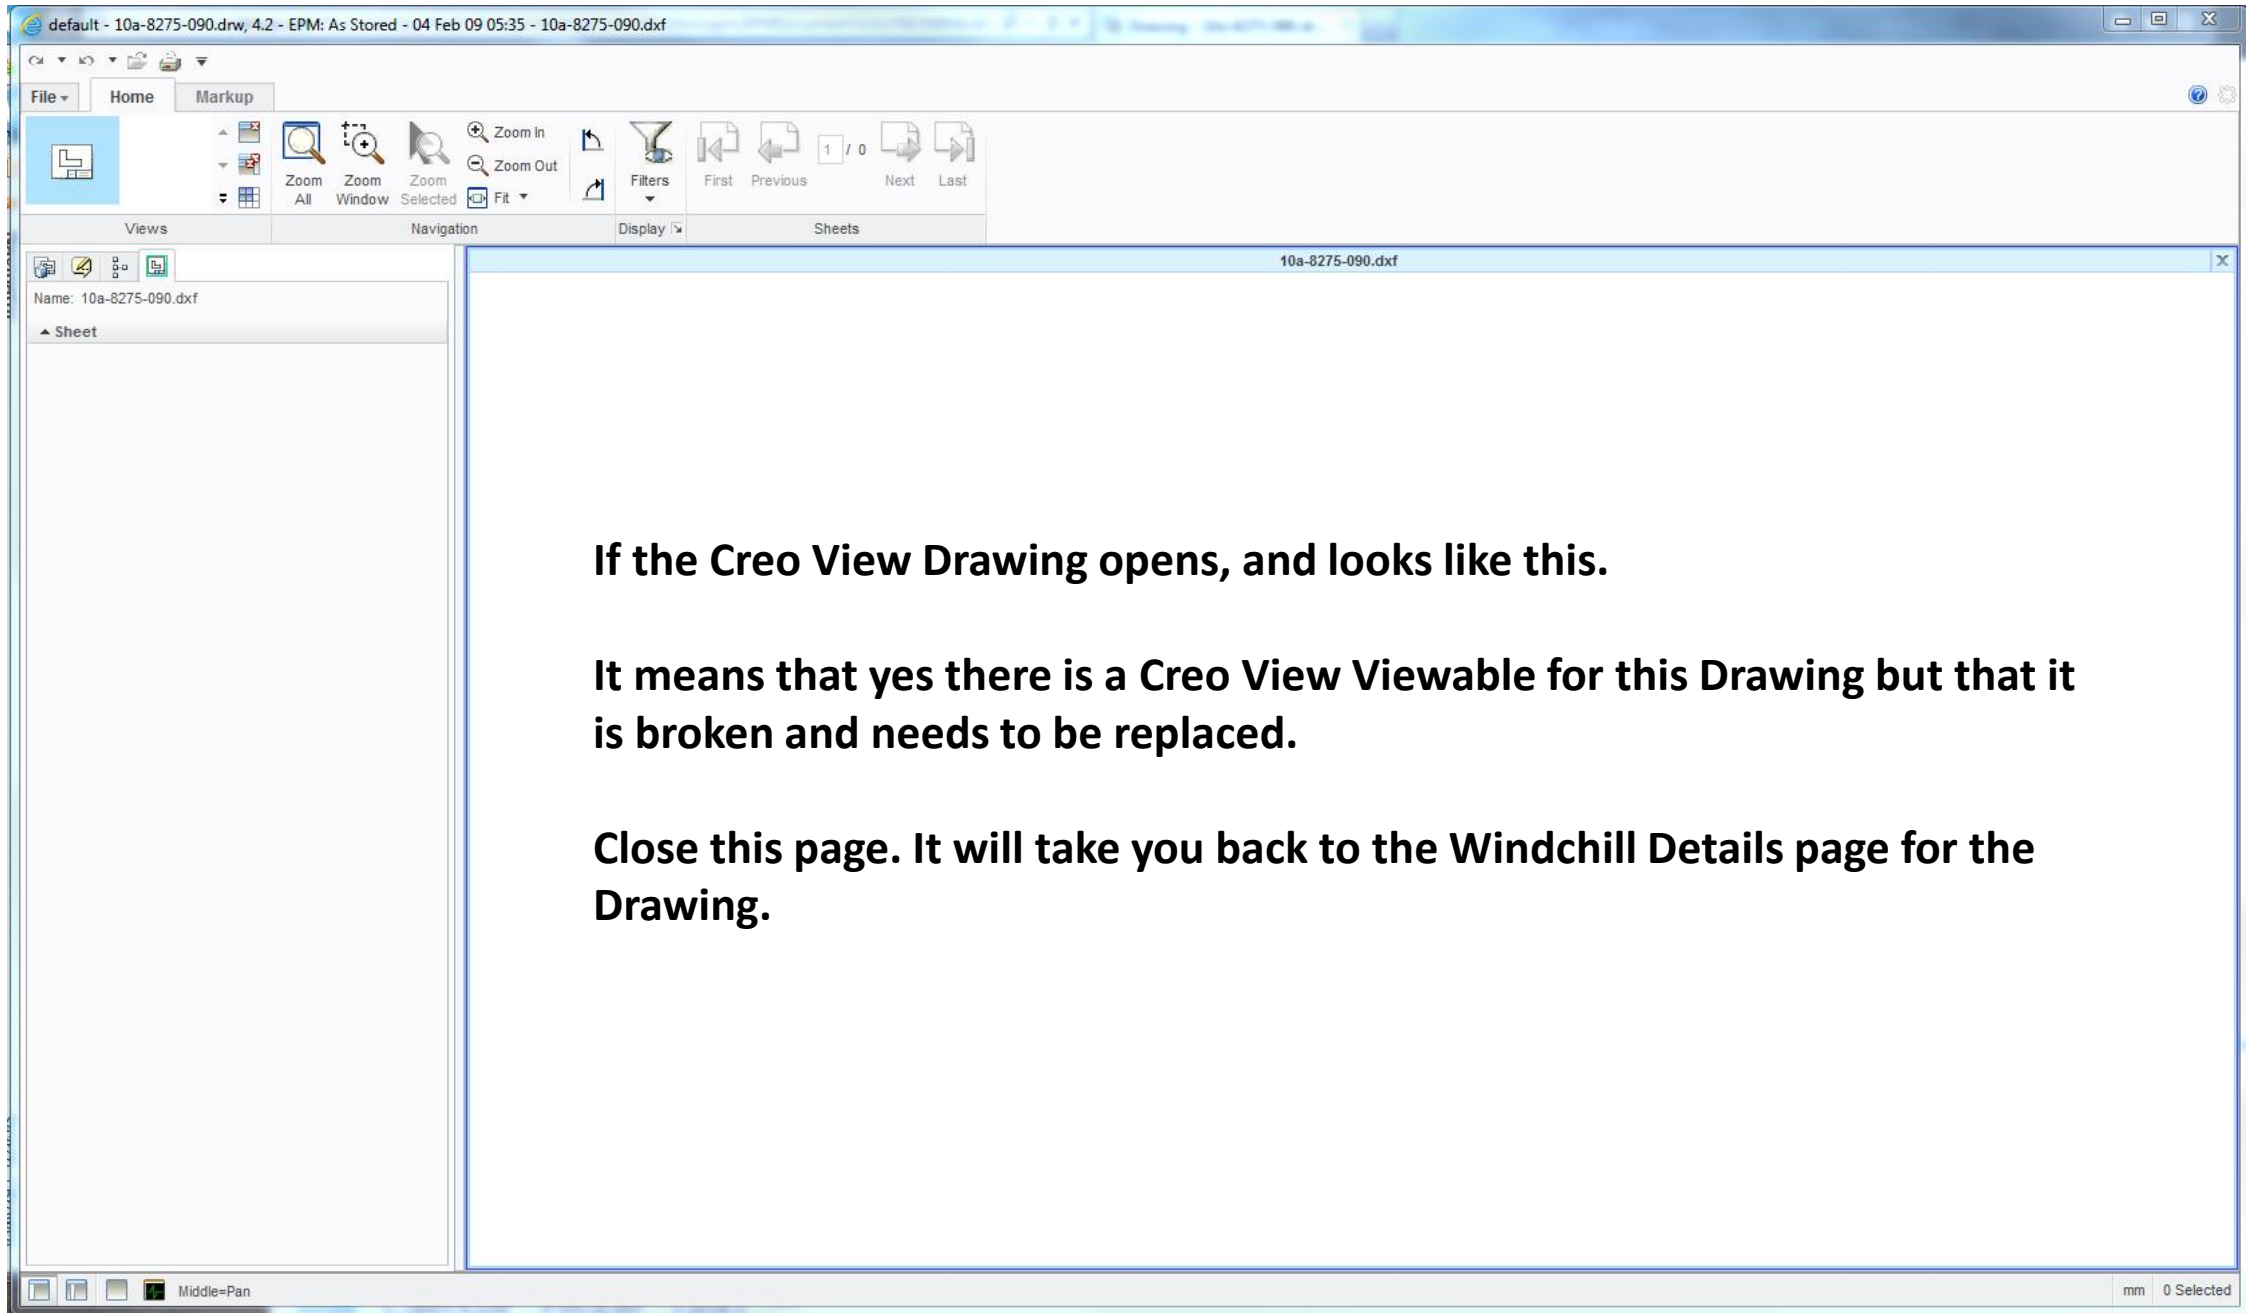 default - 10a-8275-090.drw, 4.2 - EPM: As Stored - 04 Feb 09 05:35 - 10a-8275-090.dxf
File Home Markup
Zoom In
Zoom Out
Fit
Zoom All
Zoom Window
Zoom Selected
Filters
First Previous 1 / 0 Next Last
Views Navigation Display Sheets
10a-8275-090.dxf
Name: 10a-8275-090.dxf
Sheet
If the Creo View Drawing opens, and looks like this.
It means that yes there is a Creo View Viewable for this Drawing but that it
is broken and needs to be replaced.
Close this page. It will take you back to the Windchill Details page for the
Drawing.
Middle=Pan mm 0 Selected